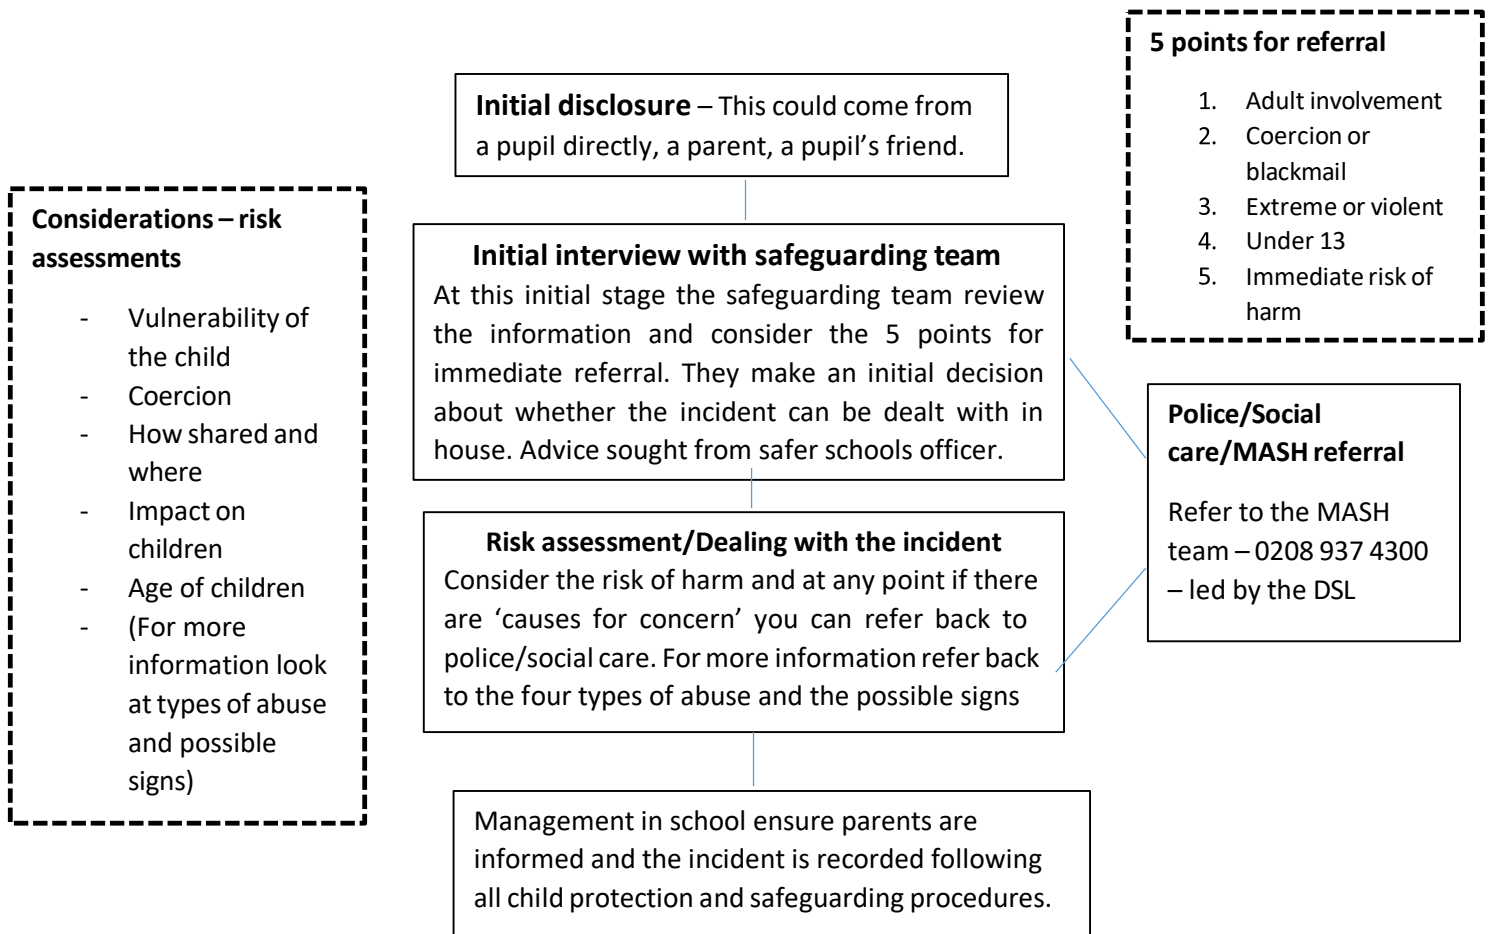 5 points for referral
1. Adult involvement
2. Coercion or
blackmail
3. Extreme or violent
4. Under 13
5. Immediate risk of
harm
Initial disclosure – This could come from
a pupil directly, a parent, a pupil’s friend.
Considerations – risk
assessments
- Vulnerability of
the child
- Coercion
- How shared and
where
- Impact on
children
- Age of children
- (For more
information look
at types of abuse
and possible
signs)
Initial interview with safeguarding team
At this initial stage the safeguarding team review
the information and consider the 5 points for
immediate referral. They make an initial decision
about whether the incident can be dealt with in
house. Advice sought from safer schools officer.
Police/Social
care/MASH referral
Refer to the MASH
team – 0208 937 4300
– led by the DSL
Risk assessment/Dealing with the incident
Consider the risk of harm and at any point if there
are ‘causes for concern’ you can refer back to
police/social care. For more information refer back
to the four types of abuse and the possible signs
Management in school ensure parents are
informed and the incident is recorded following
all child protection and safeguarding procedures.